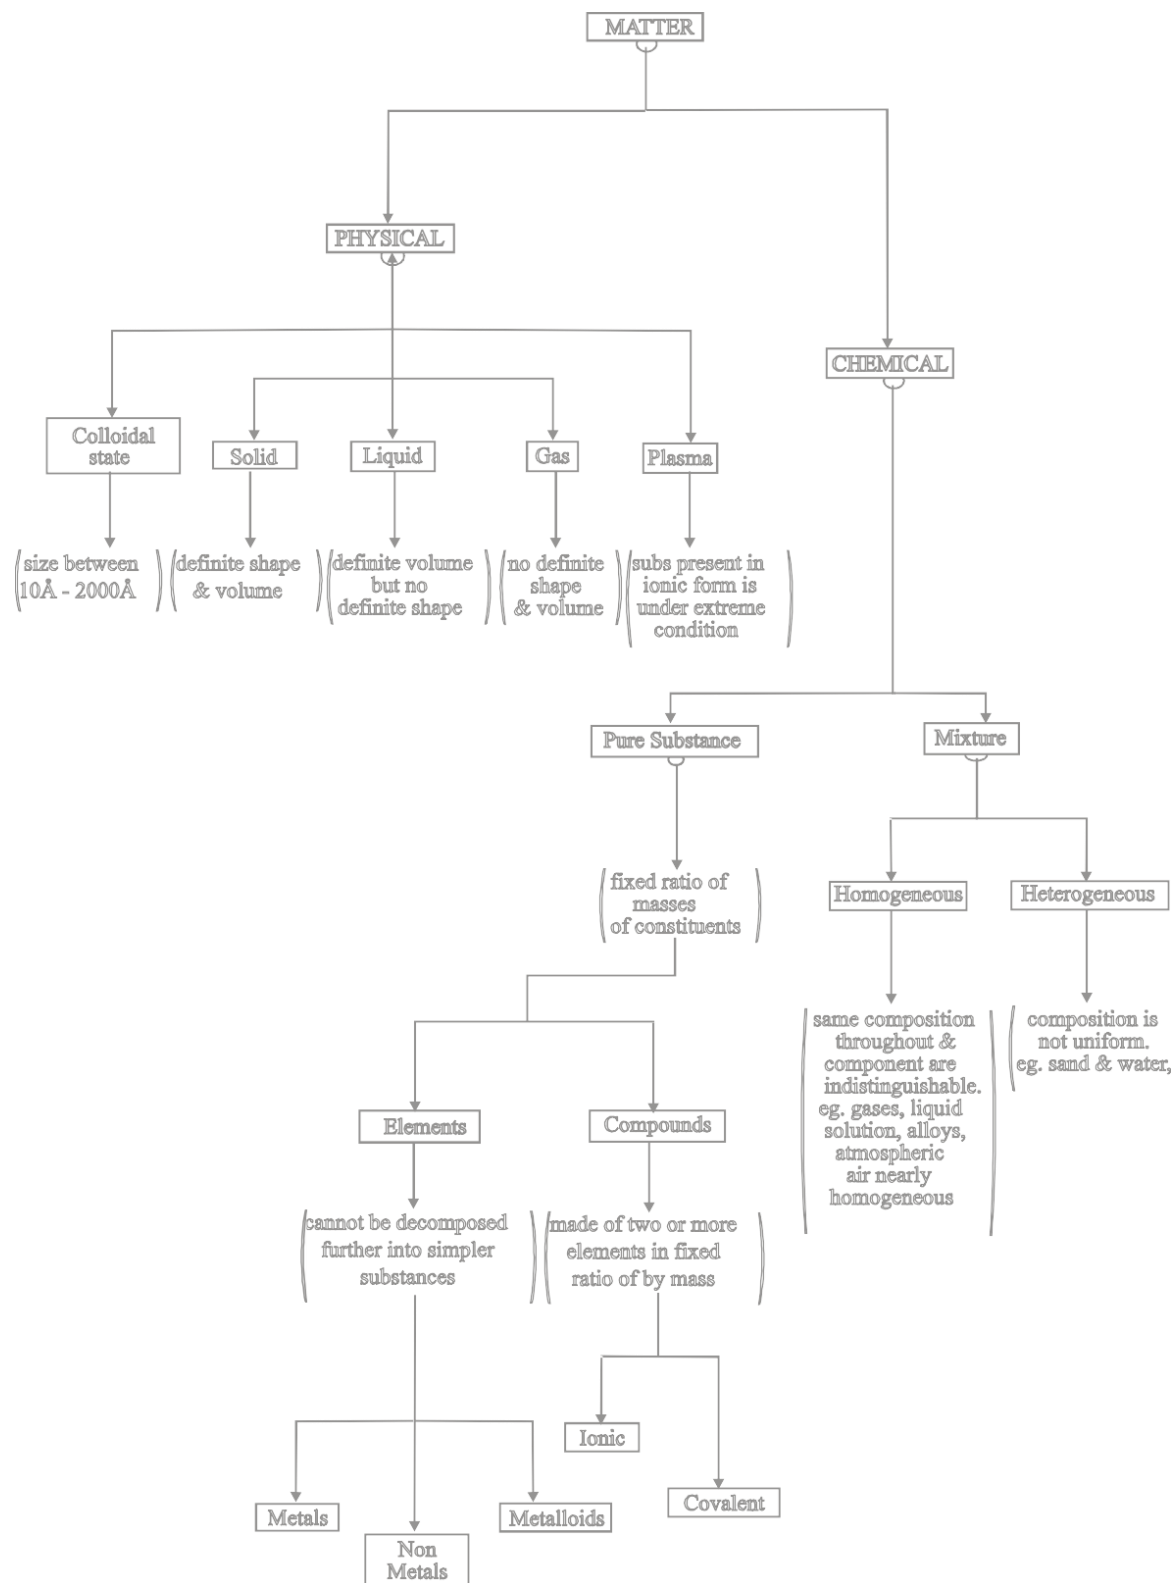 MATTER
PHYSICAL
CHEMICAL
Colloidal
state
Solid
Liquid
Gas
Plasma
(size between
10Å - 2000Å)
(definite shape
& volume)
(definite volume
but no
definite shape)
(no definite
shape
& volume)
(subs present in
ionic form is
under extreme
condition)
Pure Substance
Mixture
(fixed ratio of
masses
of constituents)
Homogeneous
Heterogeneous
(same composition
throughout &
component are
indistinguishable.
eg. gases, liquid
solution, alloys,
atmospheric
air nearly
homogeneous)
(composition is
not uniform.
eg. sand & water,
Elements
Compounds
(cannot be decomposed
further into simpler
substances)
(made of two or more
elements in fixed
ratio of by mass)
Ionic
Covalent
Metals
Non
Metals
Metalloids